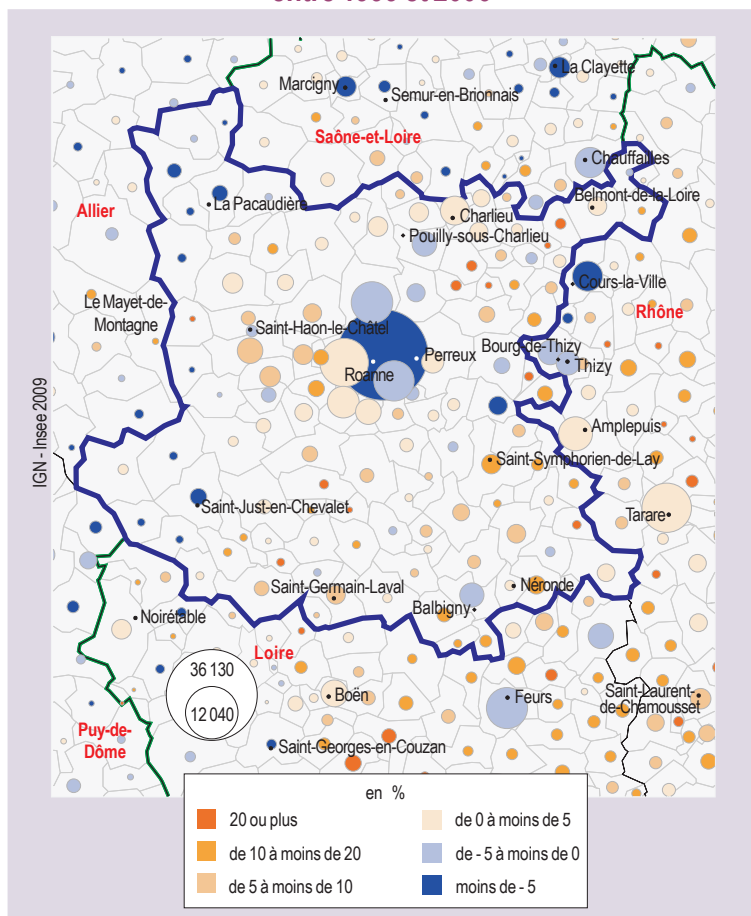 Marcigny
La Clayette
Semur-en-Brionnais
Saône-et-Loire
Chauffailles
Allier
La Pacaudière
Belmont-de-la-Loire
Charlieu
Pouilly-sous-Charlieu
Cours-la-Ville
Le Mayet-de-
Montagne
Rhône
Saint-Haon-le-Châtel
Bourg-de-Thizy
Perreux
Thizy
Roanne
IGN - Insee 2009
Amplepuis
Saint-Symphorien-de-Lay
Saint-Just-en-Chevalet
Tarare
Saint-Germain-Laval
Néronde
Balbigny
Noirétable
Loire
36 130
12 040
Boën
Feurs
Saint-Laurent-
de-Chamousset
Puy-de-
Dôme
Saint-Georges-en-Couzan
en %
20 ou plus
de 10 à moins de 20
de 5 à moins de 10
de 0 à moins de 5
de - 5 à moins de 0
moins de - 5